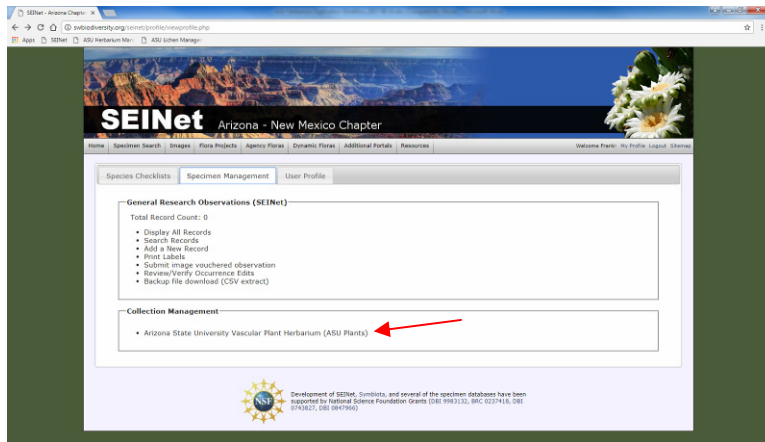 SEINet - Arizona Chapter
swbiodiversity.org/seinet/profile/viewprofile.php
Apps SEINet ASU Herbarium Man ASU Lichen Manage
SEINet Arizona - New Mexico Chapter
Home Specimen Search Images Flora Projects Agency Floras Dynamic Floras Additional Portals Resources Welcome Frankie My Profile Logout Sitemap
Species Checklists Specimen Management User Profile
General Research Observations (SEINet)
Total Record Count: 0
• Display All Records
• Search Records
• Add a New Record
• Print Labels
• Submit image vouchered observation
• Review/Verify Occurrence Edits
• Backup file download (CSV extract)
Collection Management
• Arizona State University Vascular Plant Herbarium (ASU Plants)
NSF
Development of SEINet, Symbiota, and several of the specimen databases have been
supported by National Science Foundation Grants (DBI 9983132, BRC 0237418, DBI
0743827, DBI 0847966)